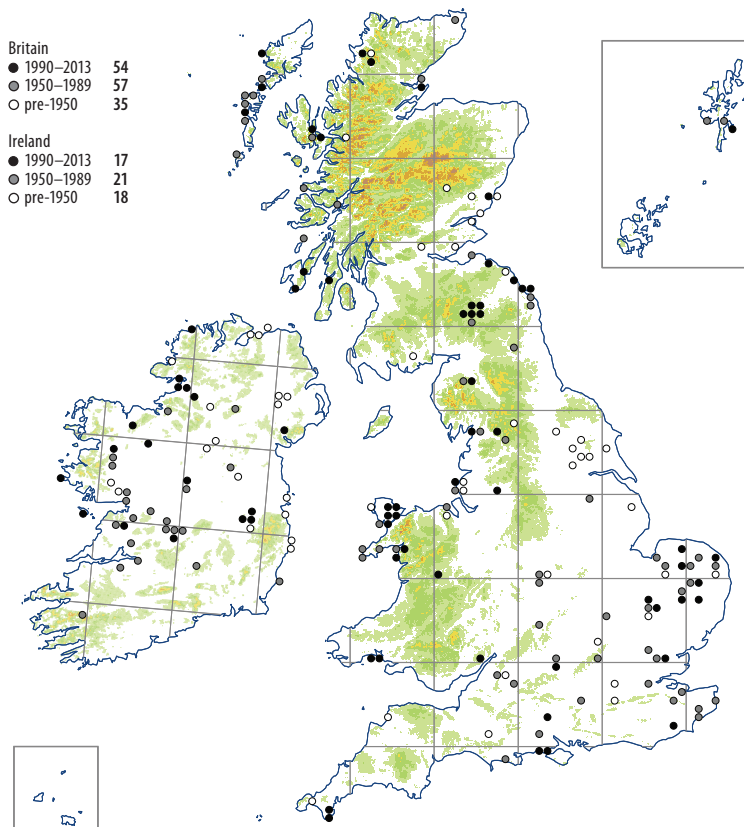 Britain
1990–2013 54
1950–1989 57
pre-1950 35
Ireland
1990–2013 17
1950–1989 21
pre-1950 18